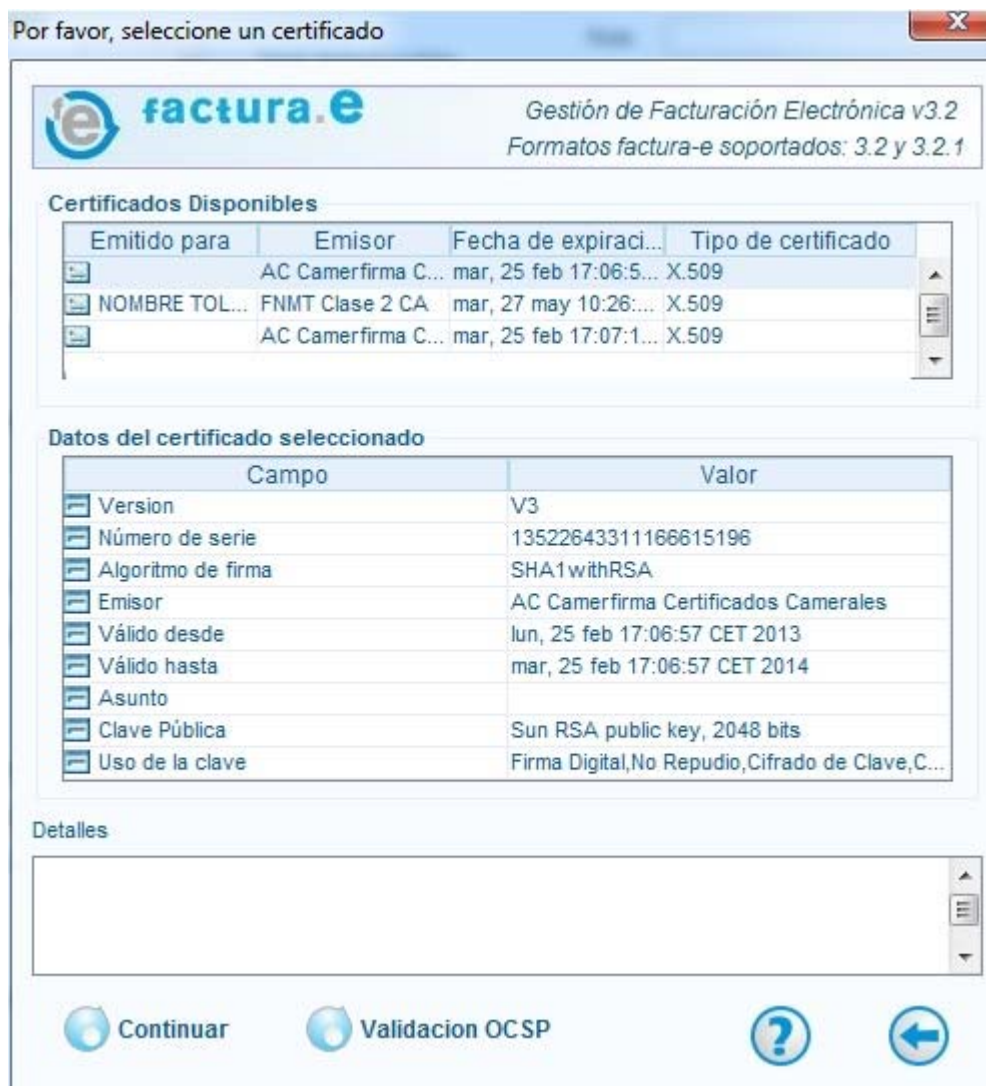 Por favor, seleccione un certificado
factura.e
Gestión de Facturación Electrónica v3.2
Formatos factura-e soportados: 3.2 y 3.2.1
Certificados Disponibles
Emitido para Emisor Fecha de expiraci... Tipo de certificado
AC Camerfirma C... mar, 25 feb 17:06:5... X.509
NOMBRE TOL... FNMT Clase 2 CA mar, 27 may 10:26:... X.509
AC Camerfirma C... mar, 25 feb 17:07:1... X.509
Datos del certificado seleccionado
Campo Valor
Version V3
Número de serie 13522643311166615196
Algoritmo de firma SHA1withRSA
Emisor AC Camerfirma Certificados Camerales
Válido desde lun, 25 feb 17:06:57 CET 2013
Válido hasta mar, 25 feb 17:06:57 CET 2014
Asunto
Clave Pública Sun RSA public key, 2048 bits
Uso de la clave Firma Digital,No Repudio,Cifrado de Clave,C...
Detalles
Continuar Validacion OCSP